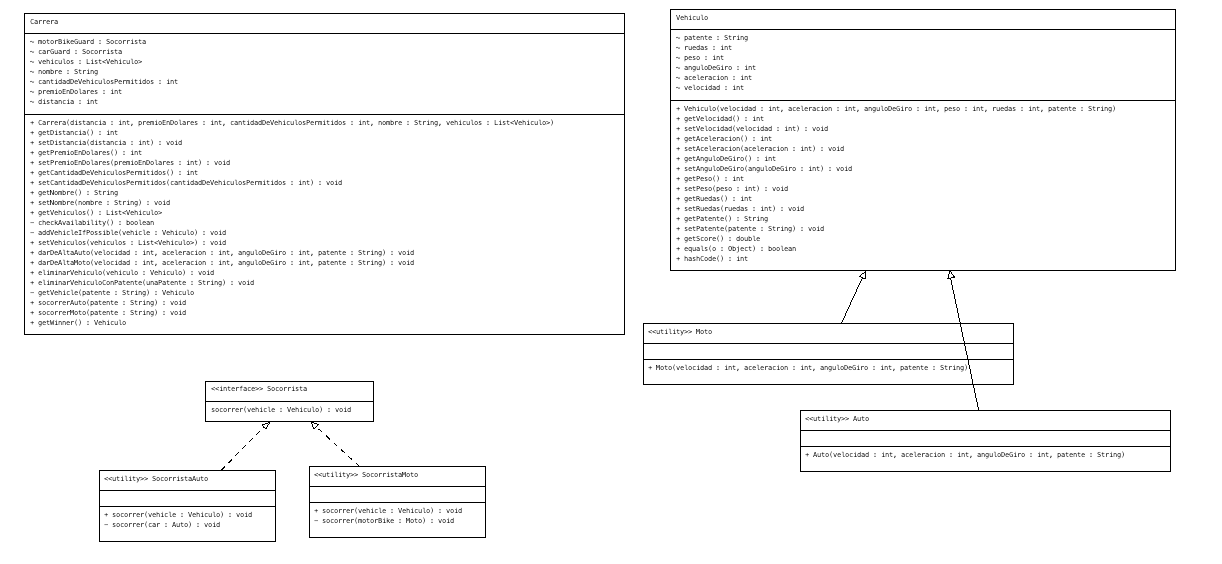 Carrera
~ motorBikeGuard : Socorrista
~ carGuard : Socorrista
~ vehiculos : List<Vehiculo>
~ nombre : String
~ cantidadDeVehiculosPermitidos : int
~ premioEnDolares : int
~ distancia : int
+ Carrera(distancia : int, premioEnDolares : int, cantidadDeVehiculosPermitidos : int, nombre : String, vehiculos : List<Vehiculo>)
+ getDistancia() : int
+ setDistancia(distancia : int) : void
+ getPremioEnDolares() : int
+ setPremioEnDolares(premioEnDolares : int) : void
+ getCantidadDeVehiculosPermitidos() : int
+ setCantidadDeVehiculosPermitidos(cantidadDeVehiculosPermitidos : int) : void
+ getNombre() : String
+ setNombre(nombre : String) : void
+ getVehiculos() : List<Vehiculo>
− checkAvailability() : boolean
− addVehicleIfPossible(vehicle : Vehiculo) : void
+ setVehiculos(vehiculos : List<Vehiculo>) : void
+ darDeAltaAuto(velocidad : int, aceleracion : int, anguloDeGiro : int, patente : String) : void
+ darDeAltaMoto(velocidad : int, aceleracion : int, anguloDeGiro : int, patente : String) : void
+ eliminarVehiculo(vehiculo : Vehiculo) : void
+ eliminarVehiculoConPatente(unaPatente : String) : void
− getVehicle(patente : String) : Vehiculo
+ socorrerAuto(patente : String) : void
+ socorrerMoto(patente : String) : void
+ getWinner() : Vehiculo
Vehiculo
~ patente : String
~ ruedas : int
~ peso : int
~ anguloDeGiro : int
~ aceleracion : int
~ velocidad : int
+ Vehiculo(velocidad : int, aceleracion : int, anguloDeGiro : int, peso : int, ruedas : int, patente : String)
+ getVelocidad() : int
+ setVelocidad(velocidad : int) : void
+ getAceleracion() : int
+ setAceleracion(aceleracion : int) : void
+ getAnguloDeGiro() : int
+ setAnguloDeGiro(anguloDeGiro : int) : void
+ getPeso() : int
+ setPeso(peso : int) : void
+ getRuedas() : int
+ setRuedas(ruedas : int) : void
+ getPatente() : String
+ setPatente(patente : String) : void
+ getScore() : double
+ equals(o : Object) : boolean
+ hashCode() : int
<<utility>> Moto
+ Moto(velocidad : int, aceleracion : int, anguloDeGiro : int, patente : String)
<<utility>> Auto
+ Auto(velocidad : int, aceleracion : int, anguloDeGiro : int, patente : String)
<<interface>> Socorrista
socorrer(vehicle : Vehiculo) : void
<<utility>> SocorristaAuto
+ socorrer(vehicle : Vehiculo) : void
− socorrer(car : Auto) : void
<<utility>> SocorristaMoto
+ socorrer(vehicle : Vehiculo) : void
− socorrer(motorBike : Moto) : void